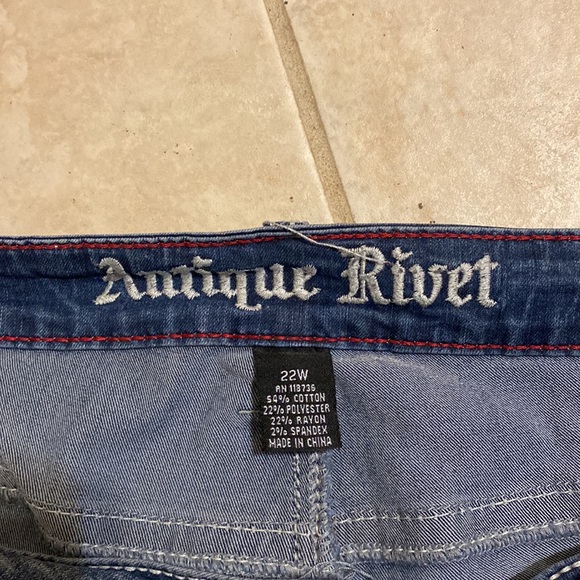 Antique Rivet
22W
RN 118736
54% COTTON
22% POLYESTER
22% RAYON
2% SPANDEX
MADE IN CHINA